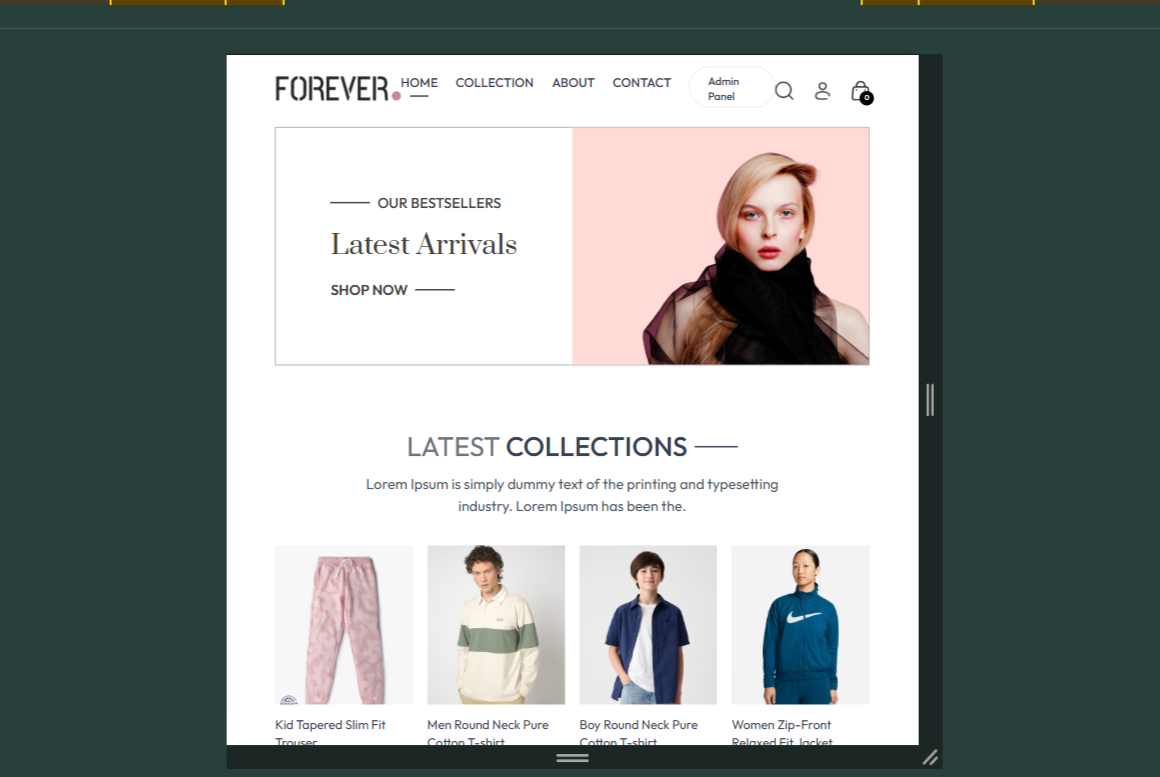 FOREVER.
HOME COLLECTION ABOUT CONTACT
Admin
Panel
0
OUR BESTSELLERS
Latest Arrivals
SHOP NOW
LATEST COLLECTIONS
Lorem Ipsum is simply dummy text of the printing and typesetting
industry. Lorem Ipsum has been the.
Kid Tapered Slim Fit
Trouser
Men Round Neck Pure
Cotton T-shirt
Boy Round Neck Pure
Cotton T-shirt
Women Zip-Front
Relaxed Fit Jacket